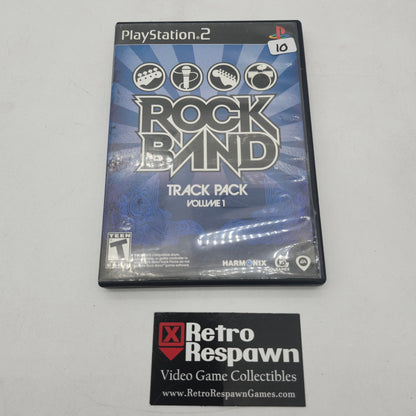 PlayStation.2
10
ROCK
BAND
TRACK PACK
VOLUME 1
TEEN
T
HARMONIX
GAMES
EA
Retro
Respawn
Video Game Collectibles
www.RetroRespawnGames.com